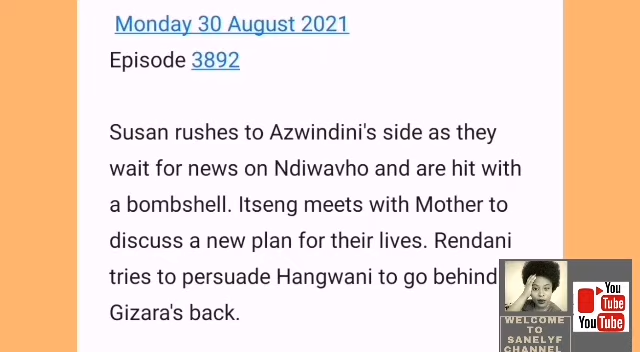 Monday 30 August 2021
Episode 3892
Susan rushes to Azwindini's side as they
wait for news on Ndiwavho and are hit with
a bombshell. Itseng meets with Mother to
discuss a new plan for their lives. Rendani
tries to persuade Hangwani to go behind
Gizara's back.
You
Tube
YouTube
WELCOME
TO
SANELYF
CHANNEL